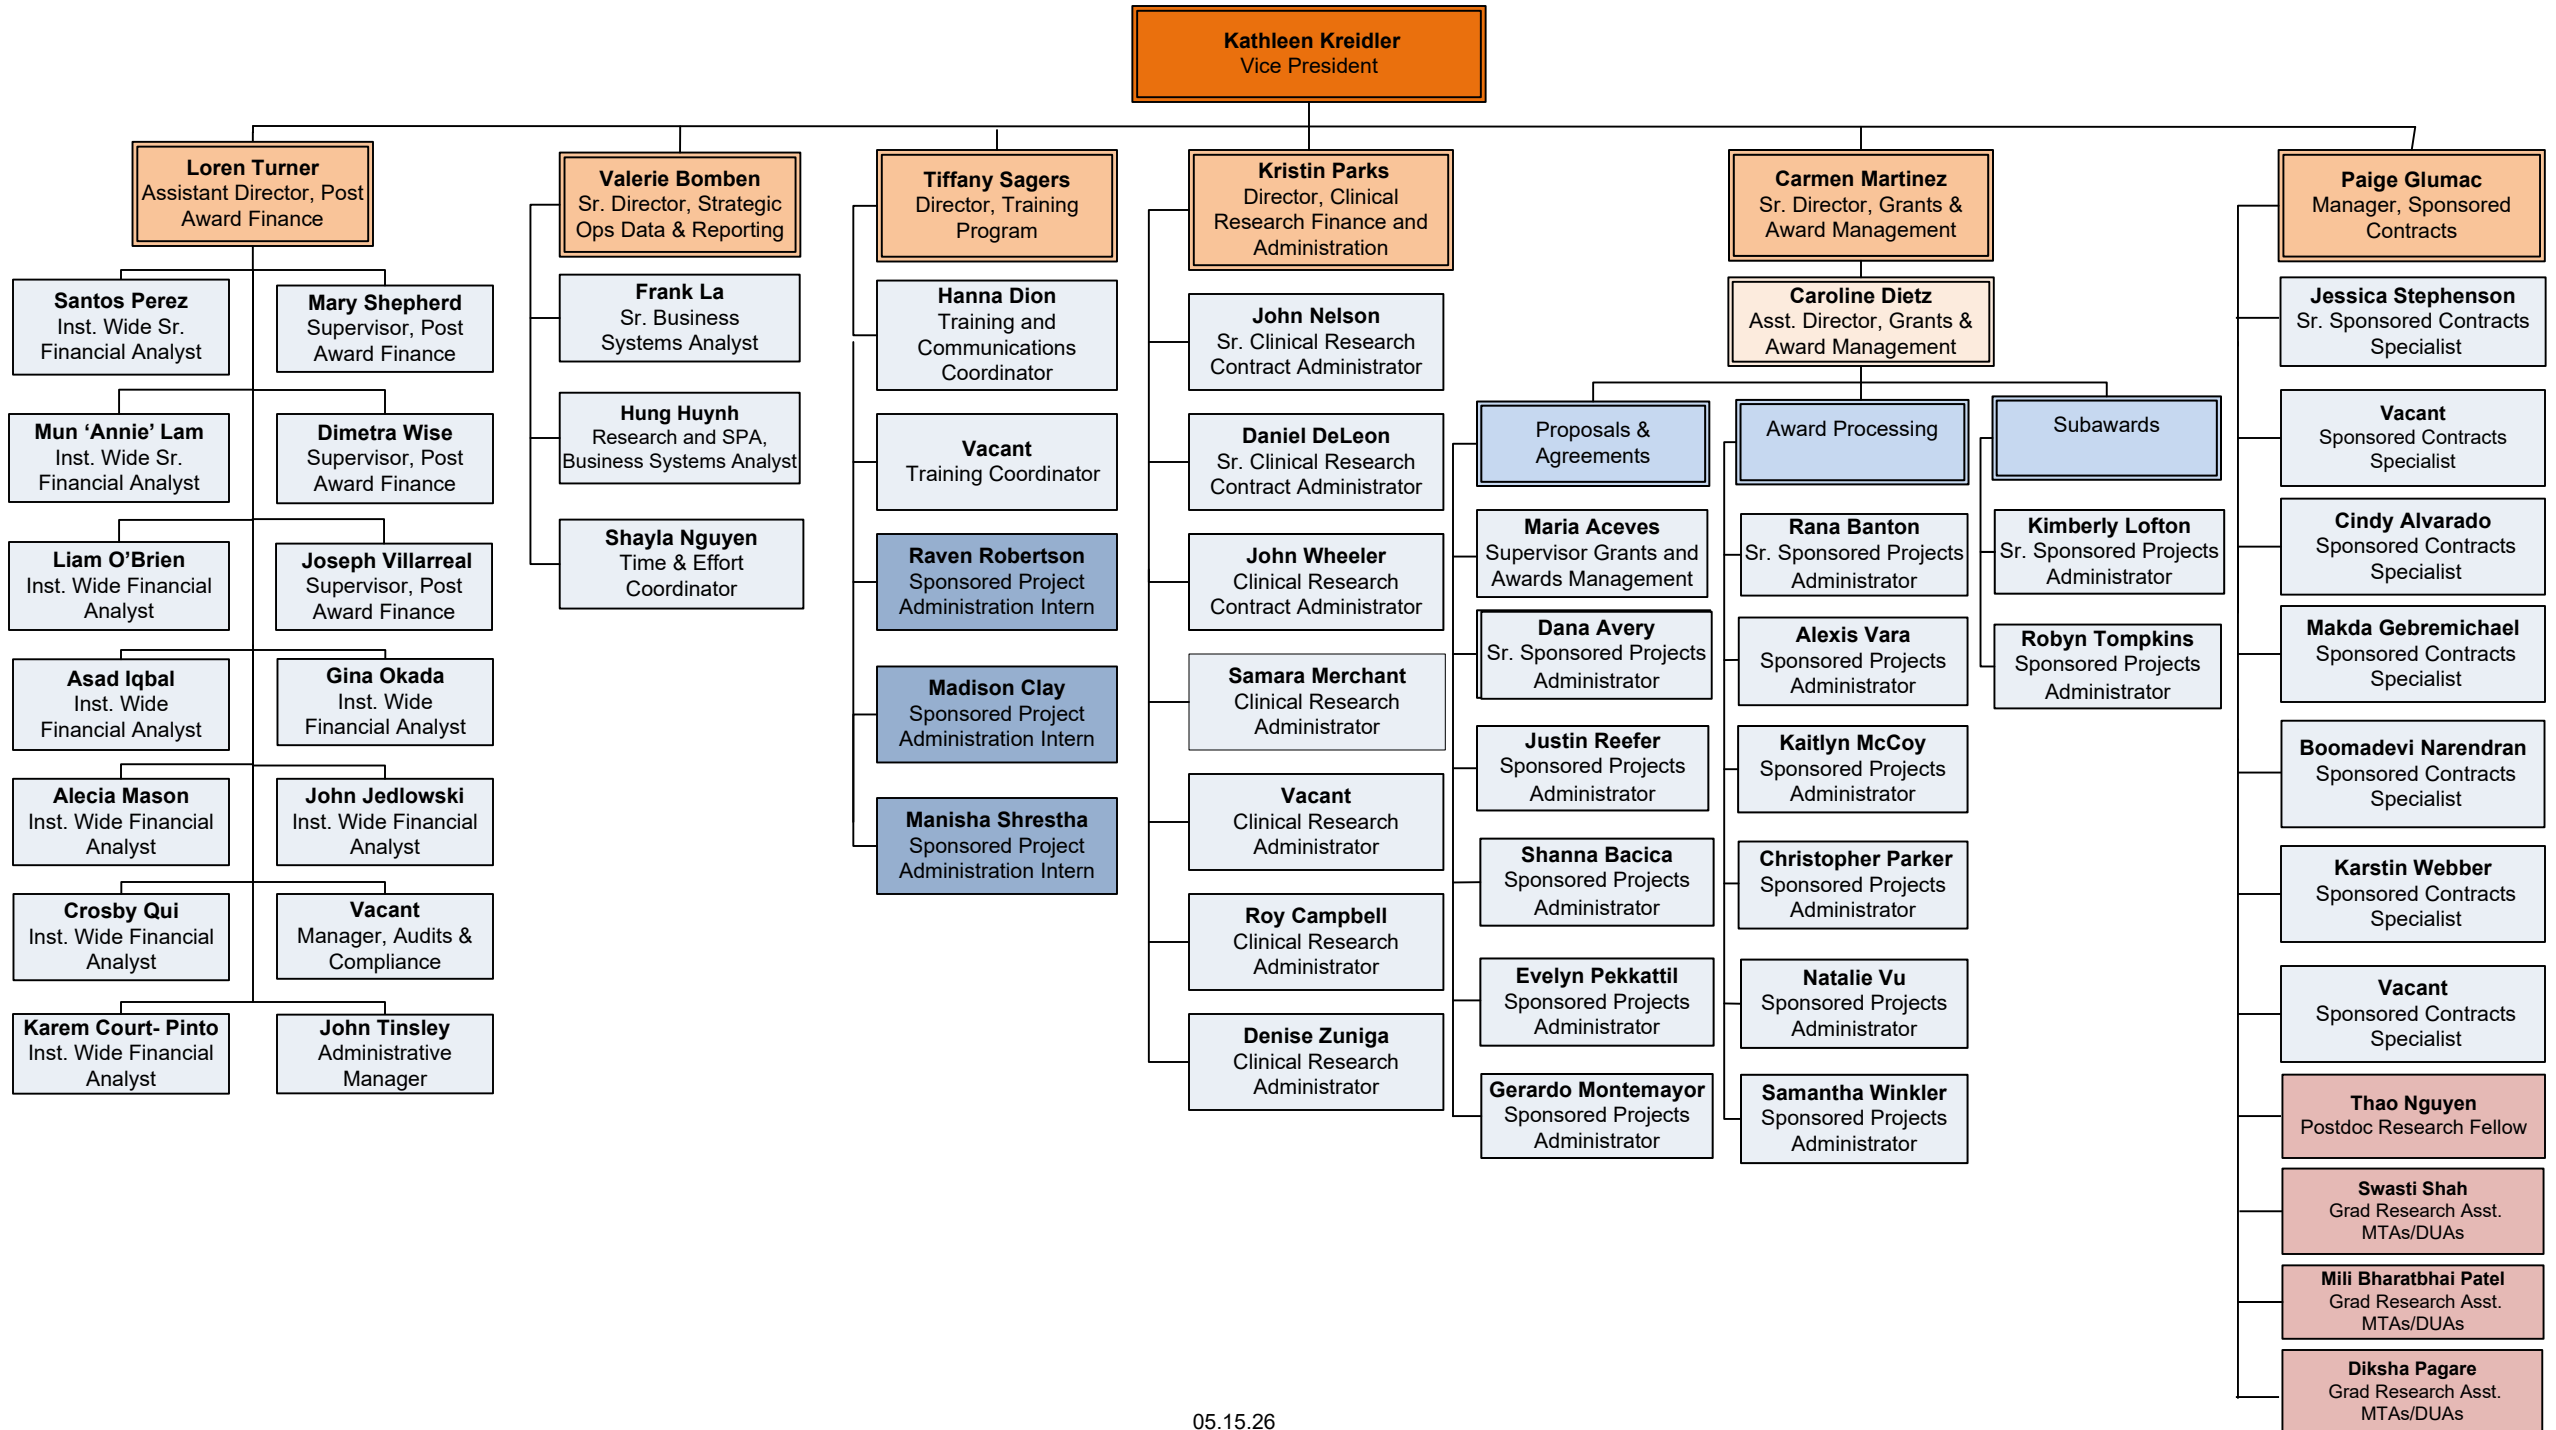 Kathleen Kreidler
Vice President
Loren Turner
Assistant Director, Post
Award Finance
Santos Perez
Inst. Wide Sr.
Financial Analyst
Mary Shepherd
Supervisor, Post
Award Finance
Mun ‘Annie’ Lam
Inst. Wide Sr.
Financial Analyst
Dimetra Wise
Supervisor, Post
Award Finance
Liam O’Brien
Inst. Wide Financial
Analyst
Joseph Villarreal
Supervisor, Post
Award Finance
Asad Iqbal
Inst. Wide
Financial Analyst
Gina Okada
Inst. Wide
Financial Analyst
Alecia Mason
Inst. Wide Financial
Analyst
John Jedlowski
Inst. Wide Financial
Analyst
Crosby Qui
Inst. Wide Financial
Analyst
Vacant
Manager, Audits &
Compliance
Karem Court- Pinto
Inst. Wide Financial
Analyst
John Tinsley
Administrative
Manager
Valerie Bomben
Sr. Director, Strategic
Ops Data & Reporting
Frank La
Sr. Business
Systems Analyst
Hung Huynh
Research and SPA,
Business Systems Analyst
Shayla Nguyen
Time & Effort
Coordinator
Tiffany Sagers
Director, Training
Program
Hanna Dion
Training and
Communications
Coordinator
Vacant
Training Coordinator
Raven Robertson
Sponsored Project
Administration Intern
Madison Clay
Sponsored Project
Administration Intern
Manisha Shrestha
Sponsored Project
Administration Intern
Kristin Parks
Director, Clinical
Research Finance and
Administration
John Nelson
Sr. Clinical Research
Contract Administrator
Daniel DeLeon
Sr. Clinical Research
Contract Administrator
John Wheeler
Clinical Research
Contract Administrator
Samara Merchant
Clinical Research
Administrator
Vacant
Clinical Research
Administrator
Roy Campbell
Clinical Research
Administrator
Denise Zuniga
Clinical Research
Administrator
Carmen Martinez
Sr. Director, Grants &
Award Management
Caroline Dietz
Asst. Director, Grants &
Award Management
Proposals &
Agreements
Maria Aceves
Supervisor Grants and
Awards Management
Dana Avery
Sr. Sponsored Projects
Administrator
Justin Reefer
Sponsored Projects
Administrator
Shanna Bacica
Sponsored Projects
Administrator
Evelyn Pekkattil
Sponsored Projects
Administrator
Gerardo Montemayor
Sponsored Projects
Administrator
Award Processing
Rana Banton
Sr. Sponsored Projects
Administrator
Alexis Vara
Sponsored Projects
Administrator
Kaitlyn McCoy
Sponsored Projects
Administrator
Christopher Parker
Sponsored Projects
Administrator
Natalie Vu
Sponsored Projects
Administrator
Samantha Winkler
Sponsored Projects
Administrator
Subawards
Kimberly Lofton
Sr. Sponsored Projects
Administrator
Robyn Tompkins
Sponsored Projects
Administrator
Paige Glumac
Manager, Sponsored
Contracts
Jessica Stephenson
Sr. Sponsored Contracts
Specialist
Vacant
Sponsored Contracts
Specialist
Cindy Alvarado
Sponsored Contracts
Specialist
Makda Gebremichael
Sponsored Contracts
Specialist
Boomadevi Narendran
Sponsored Contracts
Specialist
Karstin Webber
Sponsored Contracts
Specialist
Vacant
Sponsored Contracts
Specialist
Thao Nguyen
Postdoc Research Fellow
Swasti Shah
Grad Research Asst.
MTAs/DUAs
Mili Bharatbhai Patel
Grad Research Asst.
MTAs/DUAs
Diksha Pagare
Grad Research Asst.
MTAs/DUAs
05.15.26